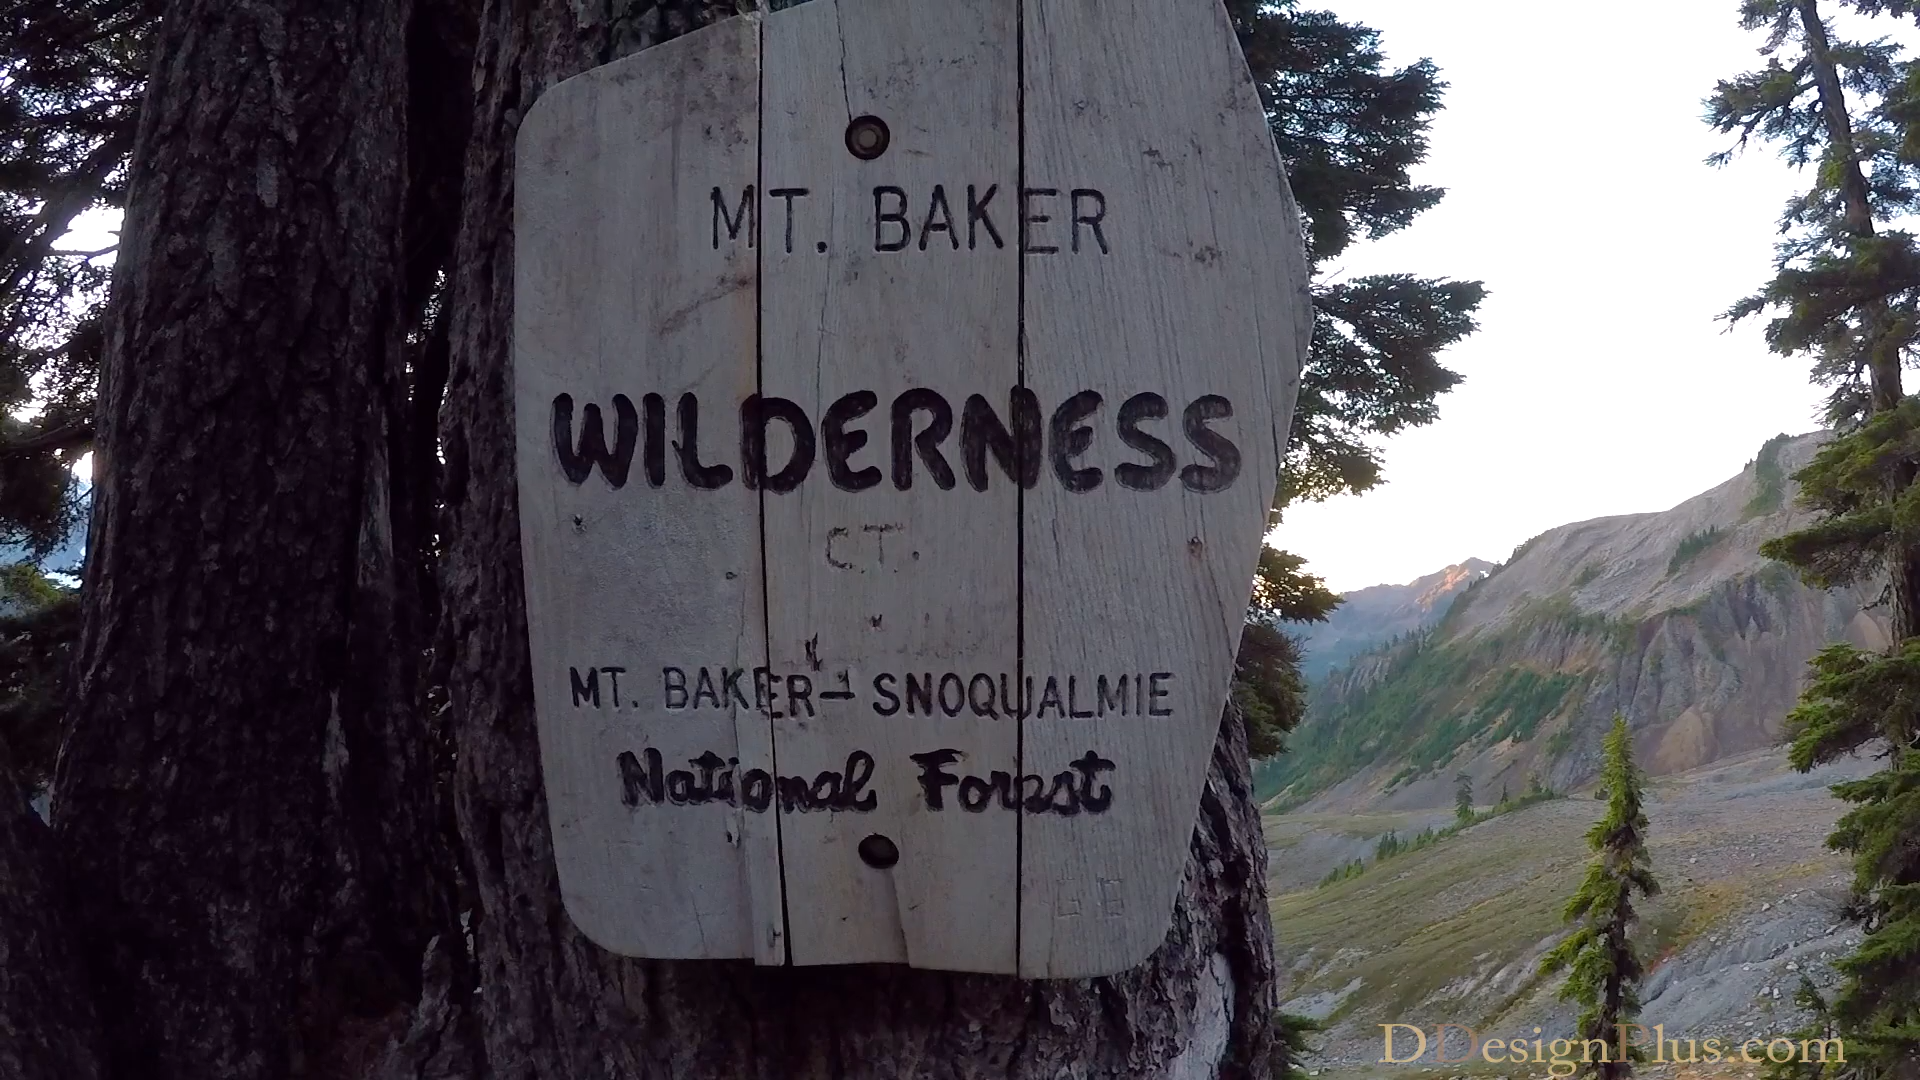 MT. BAKER
WILDERNESS
C.T.
MT. BAKER-SNOQUALMIE
National Forest
DDesignPlus.com